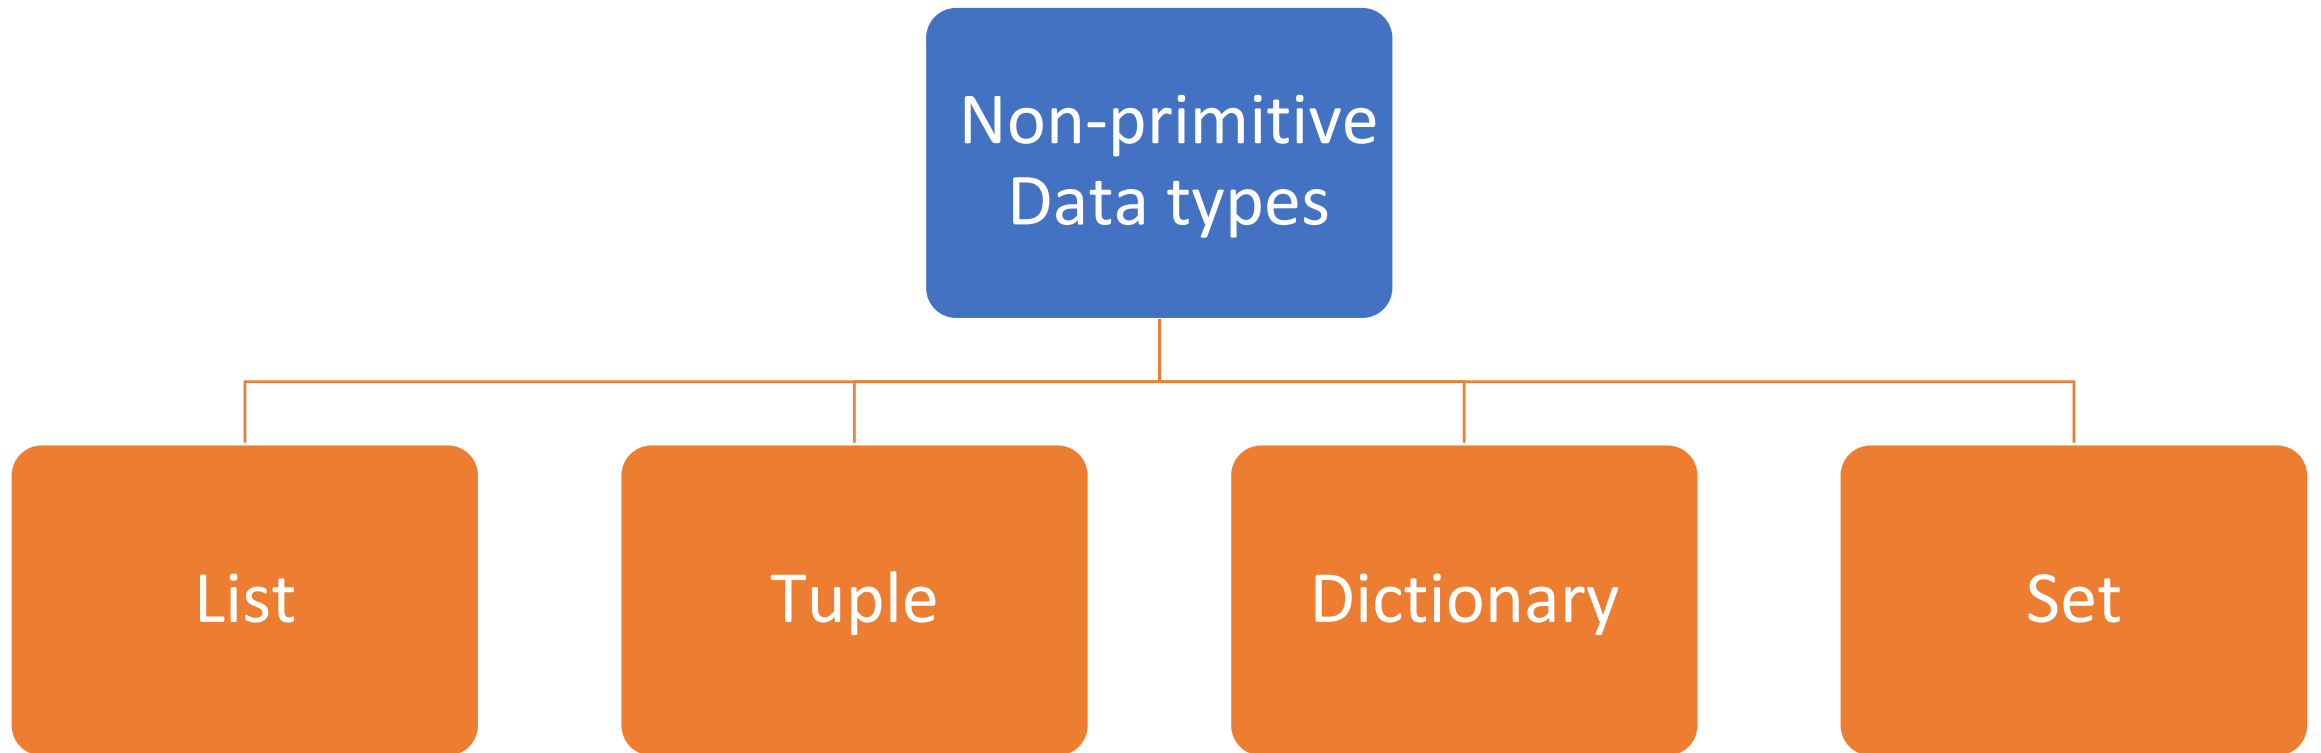 Non-primitive
Data types
List
Tuple
Dictionary
Set